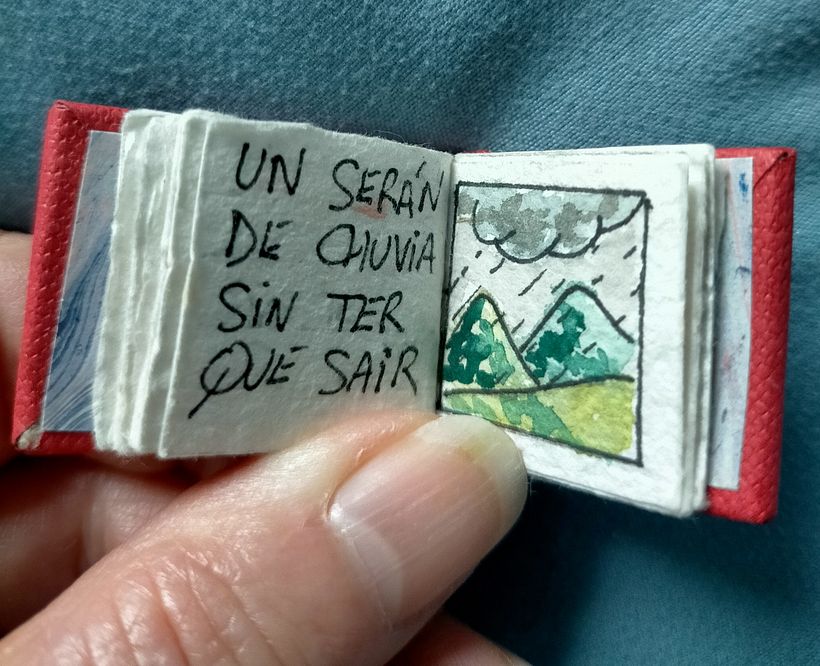 UN SERÁN
DE CHUVIA
SIN TER
QUE SAIR